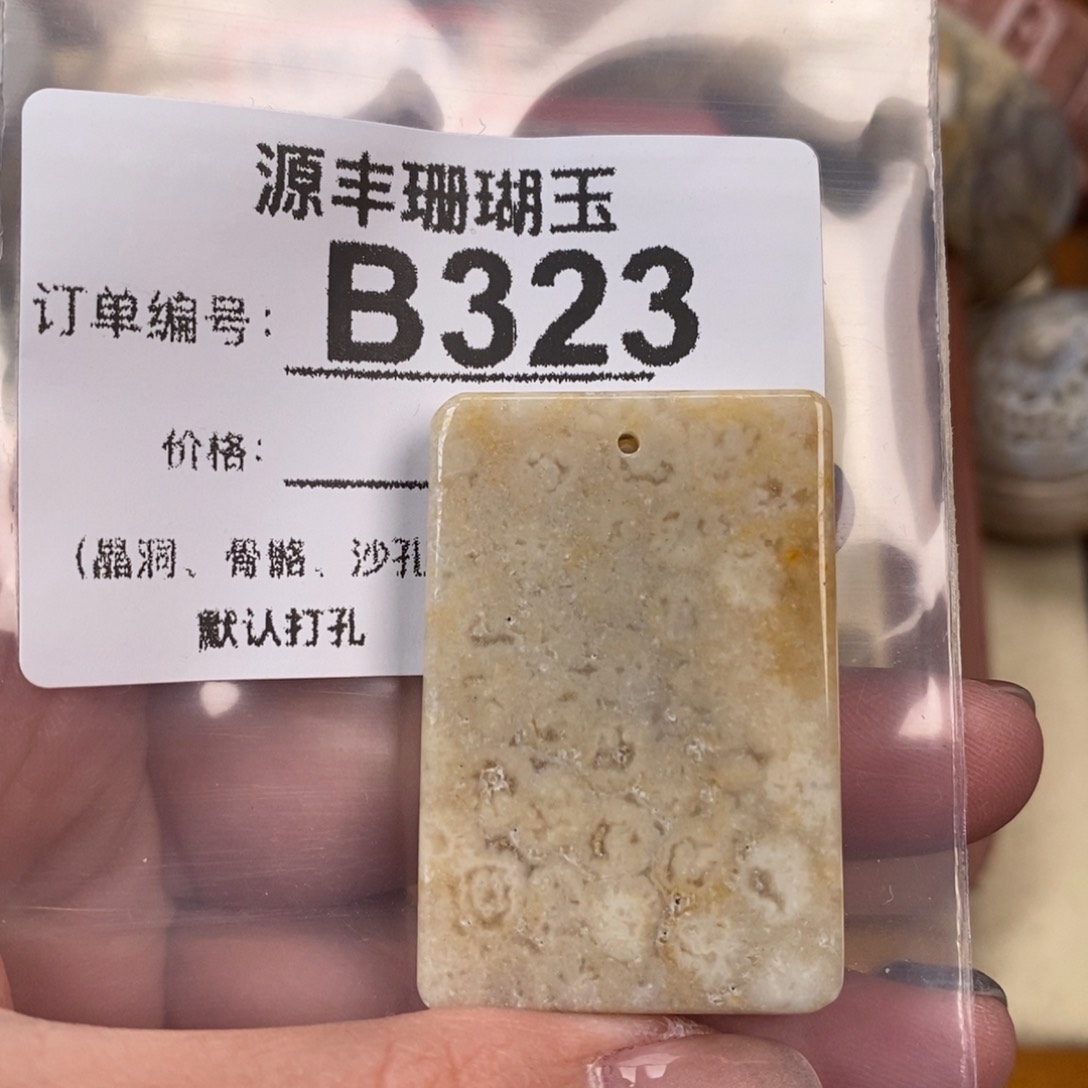 源丰珊瑚玉
订单编号: B323
价格:
(晶洞、骨骼、沙孔
默认打孔